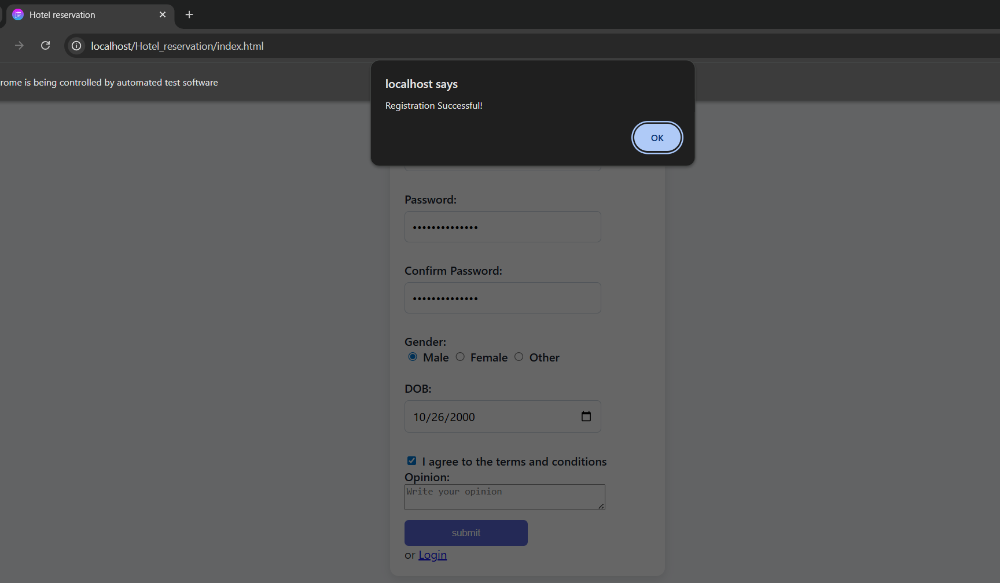 Hotel reservation
localhost/Hotel_reservation/index.html
rome is being controlled by automated test software
localhost says
Registration Successful!
OK
Password:
••••••••••••••
Confirm Password:
••••••••••••••
Gender:
Male Female Other
DOB:
10/26/2000
I agree to the terms and conditions
Opinion:
Write your opinion
submit
or Login